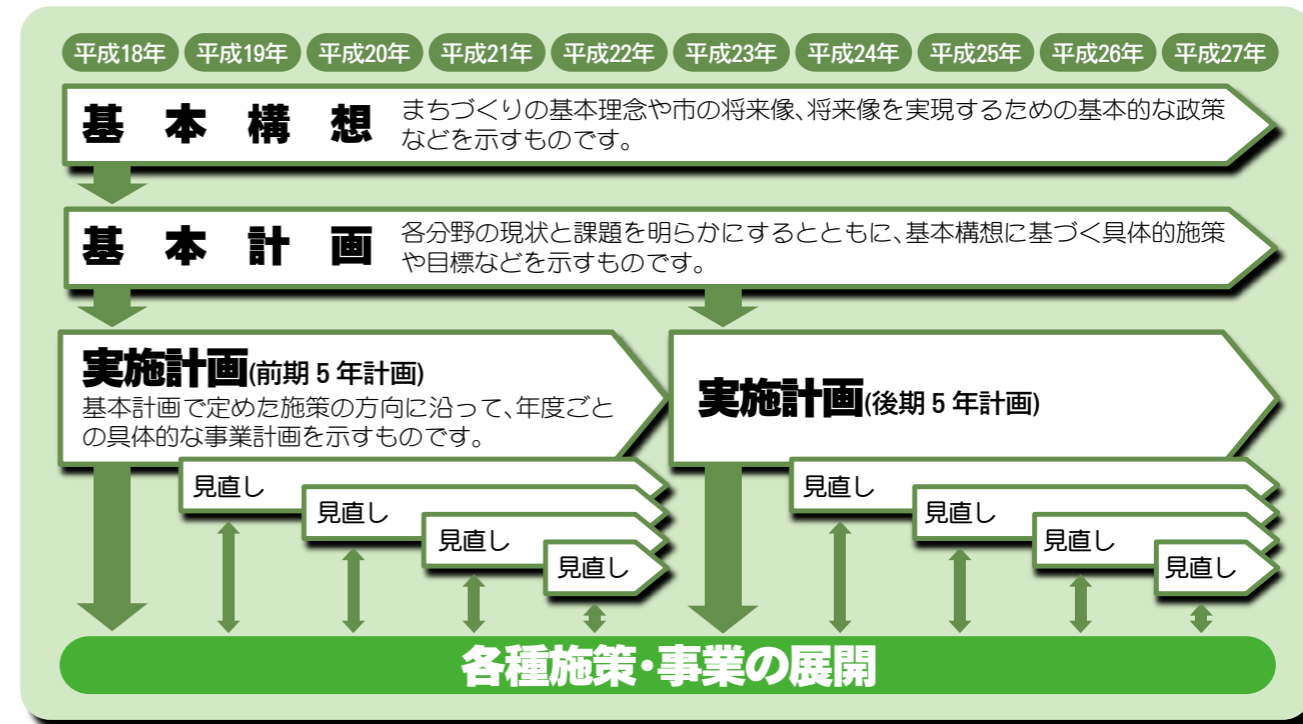 平成18年 平成19年 平成20年 平成21年 平成22年 平成23年 平成24年 平成25年 平成26年 平成27年
基本構想
まちづくりの基本理念や市の将来像、将来像を実現するための基本的な政策
などを示すものです。
基本計画
各分野の現状と課題を明らかにするとともに、基本構想に基づく具体的施策
や目標などを示すものです。
実施計画(前期5年計画)
基本計画で定めた施策の方向に沿って、年度ごと
の具体的な事業計画を示すものです。
見直し
見直し
見直し
見直し
実施計画(後期5年計画)
見直し
見直し
見直し
見直し
各種施策・事業の展開